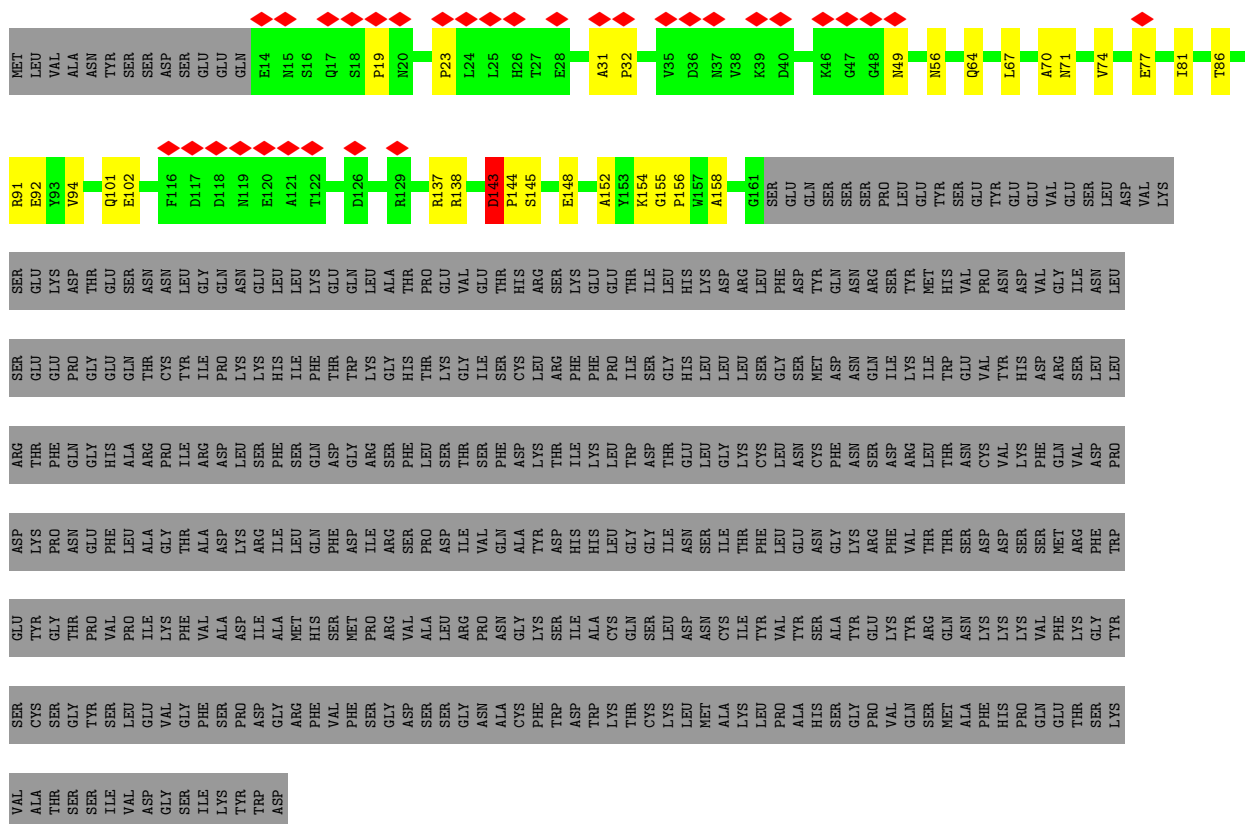 MET LEU VAL ALA ASN TYR SER SER ASP SER GLU GLU GLN E14 N15 S16 Q17 S18 P19 N20 P23 L24 L25 H26 T27 E28 A31 P32 V35 D36 N37 V38 K39 D40 K46 G47 G48 N49 N56 Q64 L67 A70 N71 V74 E77 I81 T86
R91 E92 Y93 V94 Q101 E102 F116 D117 D118 N119 E120 A121 T122 D126 R129 R137 R138 D143 P144 S145 E148 A152 Y153 K154 G155 P156 W157 A158 G161 SER GLU GLN SER SER SER PRO LEU GLU TYR SER GLU TYR GLU GLU VAL GLU SER LEU ASP VAL LYS
SER GLU LYS ASP THR GLU SER ASN ASN LEU GLY GLN ASN GLU LEU LEU LYS GLU GLN LEU ALA THR PRO GLU VAL GLU THR HIS ARG SER LYS GLU GLU THR ILE LEU HIS LYS ASP ARG LEU PHE ASP TYR GLN ASN ARG SER TYR MET HIS VAL PRO ASN ASP VAL GLY ILE ASN LEU
SER GLU GLU PRO GLY GLU GLN THR CYS TYR ILE PRO LYS LYS HIS ILE PHE THR TRP LYS GLY HIS THR LYS GLY ILE SER CYS LEU ARG PHE PHE PRO ILE SER GLY HIS LEU LEU LEU SER GLY SER MET ASP ASN GLN ILE LYS ILE TRP GLU VAL TYR HIS ASP ARG SER LEU LEU
ARG THR PHE GLN GLY HIS ALA ARG PRO ILE ARG ASP LEU SER PHE SER GLN ASP GLY ARG SER PHE LEU SER THR SER PHE ASP LYS THR ILE LYS LEU TRP ASP THR GLU LEU GLY LYS CYS LEU ASN CYS PHE ASN SER ASP ARG LEU THR ASN CYS VAL LYS PHE GLN VAL ASP PRO
ASP LYS PRO ASN GLU PHE LEU ALA GLY THR ALA ASP LYS ARG ILE LEU GLN PHE ASP ILE ARG SER PRO ASP ILE VAL GLN ALA TYR ASP HIS HIS LEU GLY GLY ILE ASN SER ILE THR PHE LEU GLU ASN GLY LYS ARG PHE VAL THR THR SER ASP ASP SER SER MET ARG PHE TRP
GLU TYR GLY THR PRO VAL PRO ILE LYS PHE VAL ALA ASP ILE ALA MET HIS SER MET PRO ARG VAL ALA LEU ARG PRO ASN GLY LYS SER ILE ALA CYS GLN SER LEU ASP ASN CYS ILE TYR VAL TYR SER ALA TYR GLU LYS TYR ARG GLN ASN LYS LYS LYS VAL PHE LYS GLY TYR
SER CYS SER GLY TYR SER LEU GLU VAL GLY PHE SER PRO ASP GLY ARG PHE VAL PHE SER GLY ASP SER SER GLY ASN ALA CYS PHE TRP ASP TRP LYS THR CYS LYS LEU MET ALA LYS LEU PRO ALA HIS SER GLY PRO VAL GLN SER MET ALA PHE HIS PRO GLN GLU THR SER LYS
VAL ALA THR SER SER ILE VAL ASP GLY SER ILE LYS TYR TRP ASP